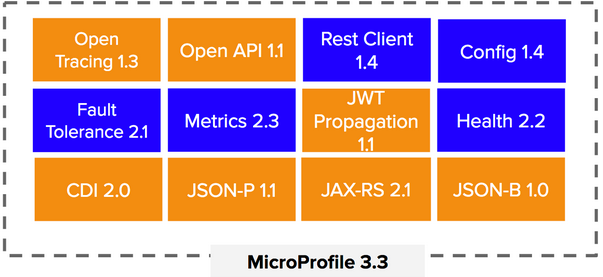 Open
Tracing 1.3
Open API 1.1
Rest Client
1.4
Config 1.4
Fault
Tolerance 2.1
Metrics 2.3
JWT
Propagation
1.1
Health 2.2
CDI 2.0
JSON-P 1.1
JAX-RS 2.1
JSON-B 1.0
MicroProfile 3.3